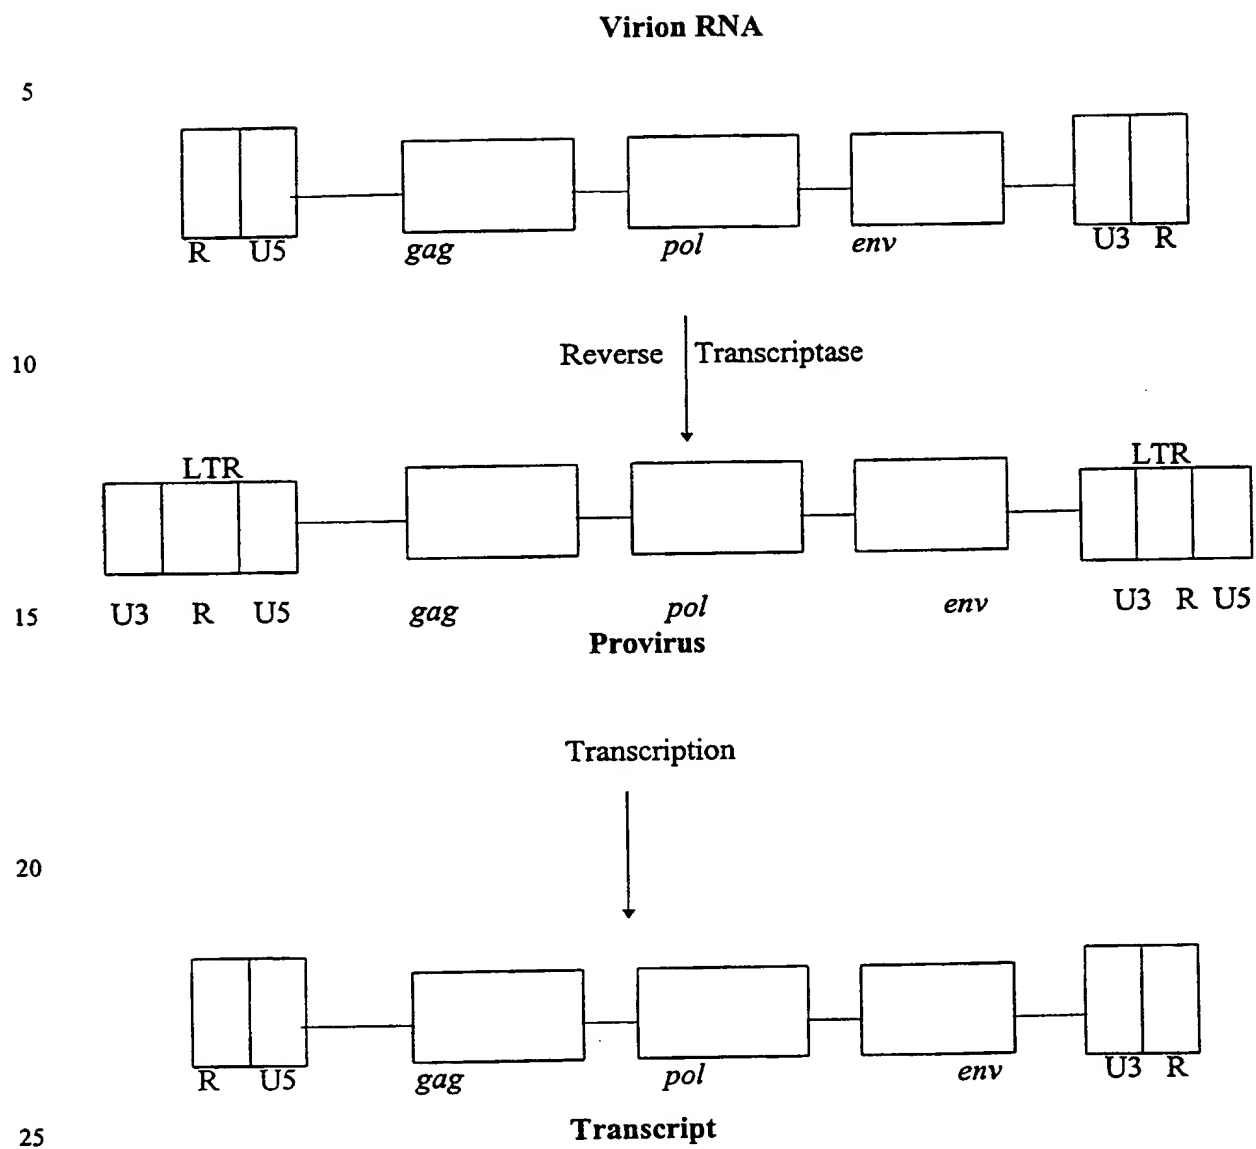 Virion RNA
5
R U5 gag pol env U3 R
10 Reverse Transcriptase
LTR LTR
15 U3 R U5 gag pol env U3 R U5
Provirus
Transcription
20
R U5 gag pol env U3 R
25 Transcript